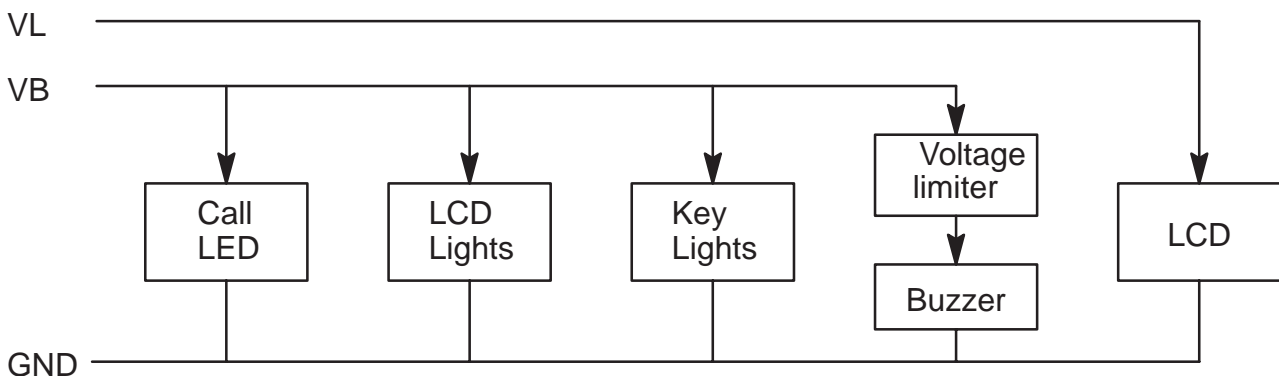 VL
VB
Call
LED
LCD
Lights
Key
Lights
Voltage
limiter
Buzzer
LCD
GND